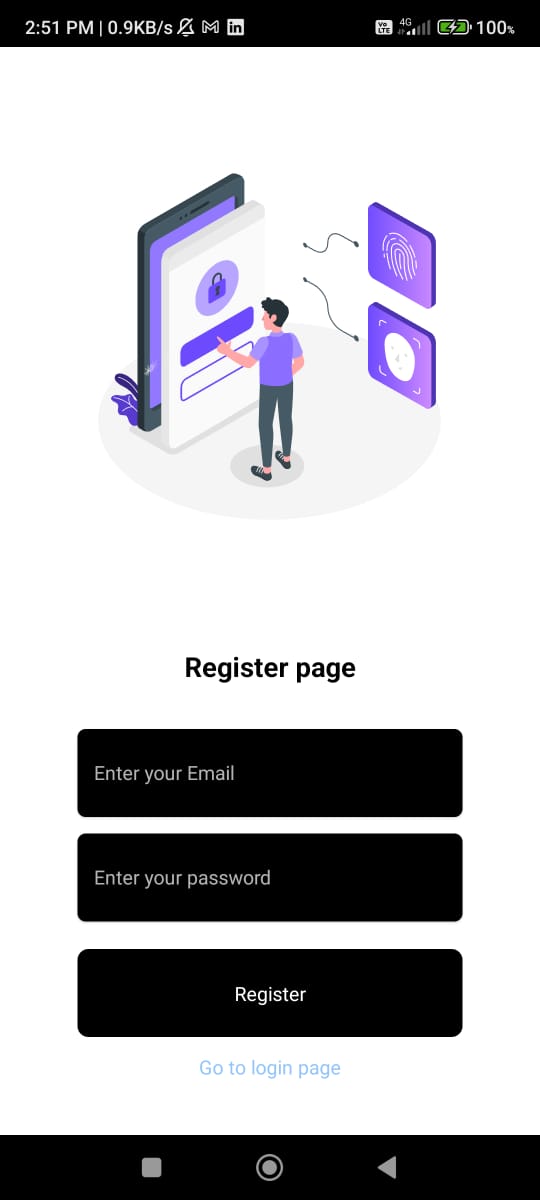 2:51 PM | 0.9KB/s
Vo LTE 4G 100%
Register page
Enter your Email
Enter your password
Register
Go to login page